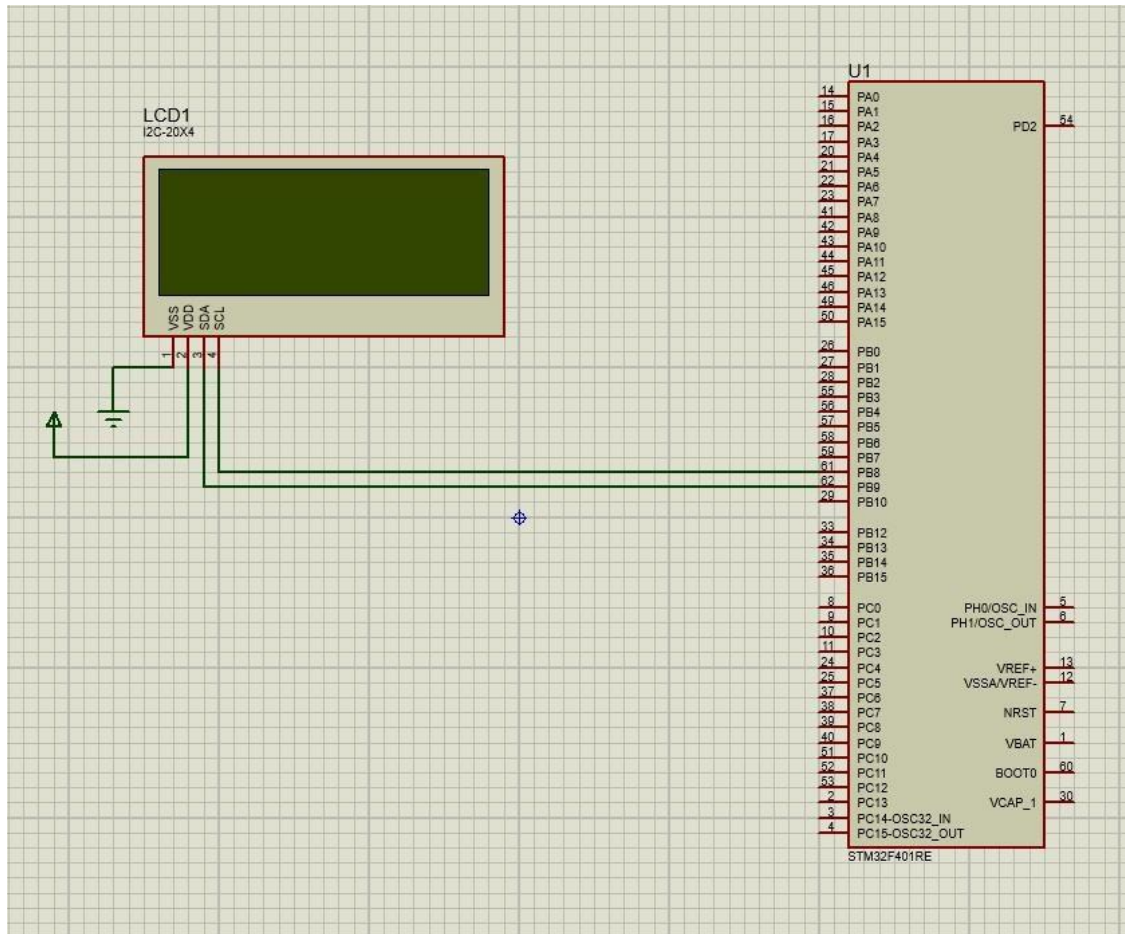 LCD1
I2C-20X4
VSS
VDD
SDA
SCL
1
2
3
4
U1
14 PA0
15 PA1
16 PA2
17 PA3
20 PA4
21 PA5
22 PA6
23 PA7
41 PA8
42 PA9
43 PA10
44 PA11
45 PA12
46 PA13
49 PA14
50 PA15
26 PB0
27 PB1
28 PB2
55 PB3
56 PB4
57 PB5
58 PB6
59 PB7
61 PB8
62 PB9
29 PB10
33 PB12
34 PB13
35 PB14
36 PB15
8 PC0
9 PC1
10 PC2
11 PC3
24 PC4
25 PC5
37 PC6
38 PC7
39 PC8
40 PC9
51 PC10
52 PC11
53 PC12
2 PC13
3 PC14-OSC32_IN
4 PC15-OSC32_OUT
PD2 54
PH0/OSC_IN 5
PH1/OSC_OUT 6
VREF+ 13
VSSA/VREF- 12
NRST 7
VBAT 1
BOOT0 60
VCAP_1 30
STM32F401RE